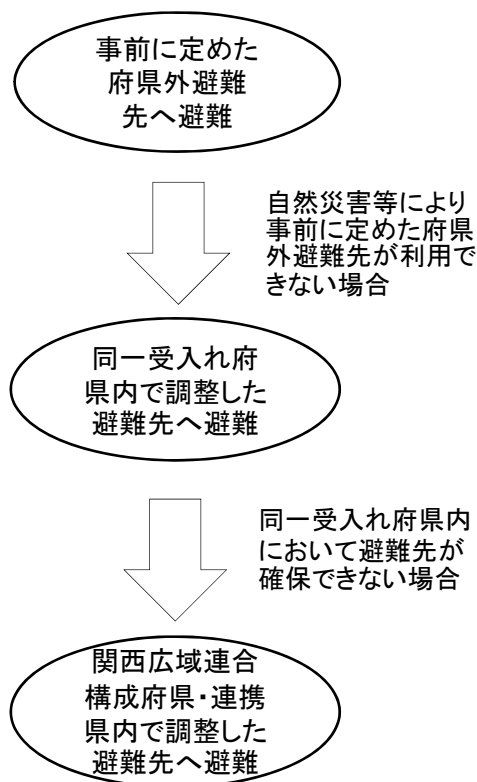 事前に定めた
府県外避難
先へ避難
自然災害等により
事前に定めた府県
外避難先が利用で
きない場合
同一受入れ府
県内で調整した
避難先へ避難
同一受入れ府県内
において避難先が
確保できない場合
関西広域連合
構成府県・連携
県内で調整した
避難先へ避難